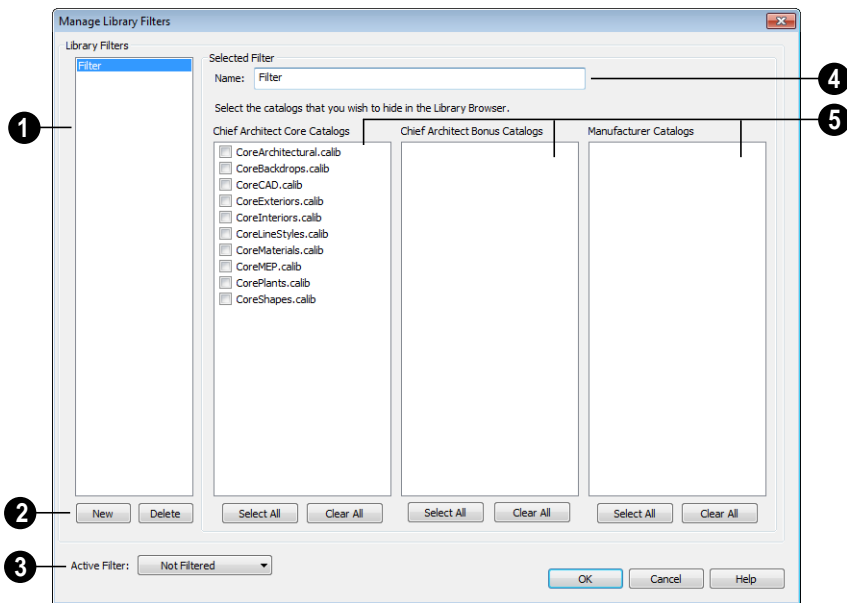 Manage Library Filters
Library Filters
Filter
1
Selected Filter
Name: Filter
4
Select the catalogs that you wish to hide in the Library Browser.
5
Chief Architect Core Catalogs
CoreArchitectural.calib
CoreBackdrops.calib
CoreCAD.calib
CoreExteriors.calib
CoreInteriors.calib
CoreLineStyles.calib
CoreMaterials.calib
CoreMEP.calib
CorePlants.calib
CoreShapes.calib
Chief Architect Bonus Catalogs
Manufacturer Catalogs
2
New Delete
Select All Clear All
Select All Clear All
Select All Clear All
3
Active Filter: Not Filtered
OK Cancel Help